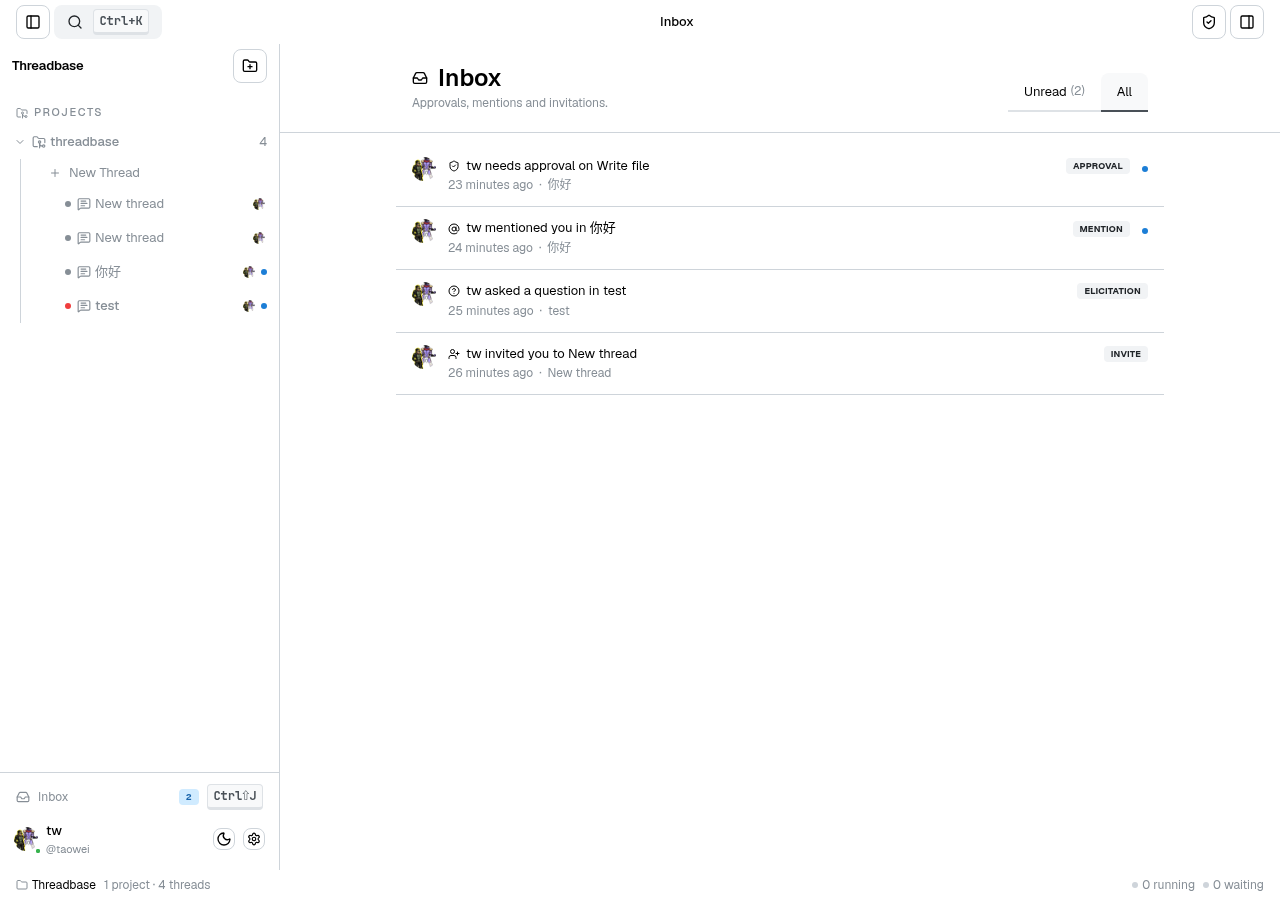 Ctrl+K
Inbox
Threadbase
PROJECTS
threadbase 4
New Thread
New thread
New thread
你好
test
Inbox
Approvals, mentions and invitations.
Unread (2) All
tw needs approval on Write file APPROVAL
23 minutes ago · 你好
tw mentioned you in 你好 MENTION
24 minutes ago · 你好
tw asked a question in test ELICITATION
25 minutes ago · test
tw invited you to New thread INVITE
26 minutes ago · New thread
Inbox 2 Ctrl⇧J
tw
@taowei
Threadbase 1 project · 4 threads
0 running 0 waiting